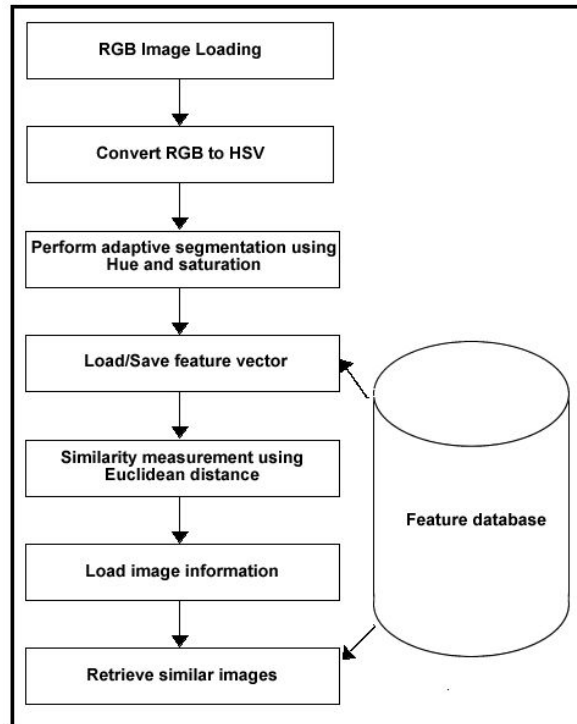 RGB Image Loading
Convert RGB to HSV
Perform adaptive segmentation using
Hue and saturation
Load/Save feature vector
Similarity measurement using
Euclidean distance
Feature database
Load image information
Retrieve similar images